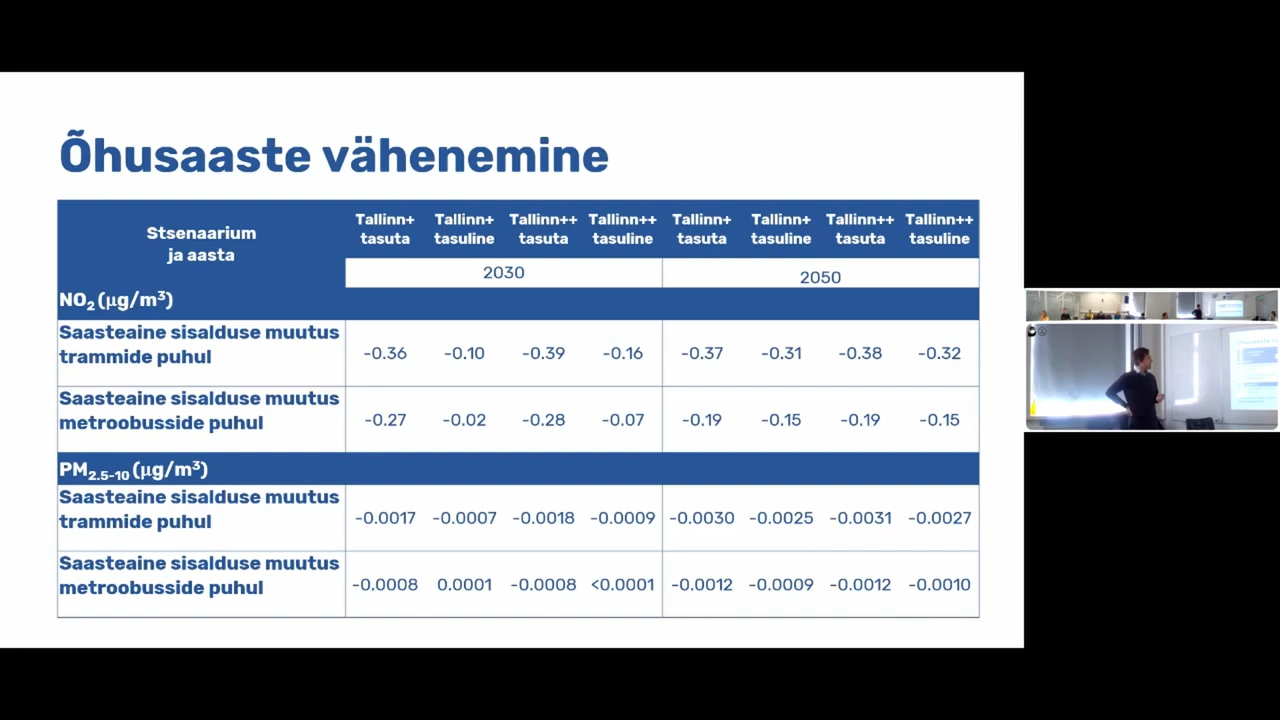 Õhusaaste vähenemine
Stsenaarium
ja aasta
Tallinn+ Tallinn+ Tallinn++ Tallinn++ Tallinn+ Tallinn+ Tallinn++ Tallinn++
tasuta tasuline tasuta tasuline tasuta tasuline tasuta tasuline
2030 2050
NO₂ (µg/m³)
Saasteaine sisalduse muutus
trammide puhul
-0.36 -0.10 -0.39 -0.16 -0.37 -0.31 -0.38 -0.32
Saasteaine sisalduse muutus
metroobusside puhul
-0.27 -0.02 -0.28 -0.07 -0.19 -0.15 -0.19 -0.15
PM₂.₅₋₁₀ (µg/m³)
Saasteaine sisalduse muutus
trammide puhul
-0.0017 -0.0007 -0.0018 -0.0009 -0.0030 -0.0025 -0.0031 -0.0027
Saasteaine sisalduse muutus
metroobusside puhul
-0.0008 0.0001 -0.0008 <0.0001 -0.0012 -0.0009 -0.0012 -0.0010
Õhusaaste vä